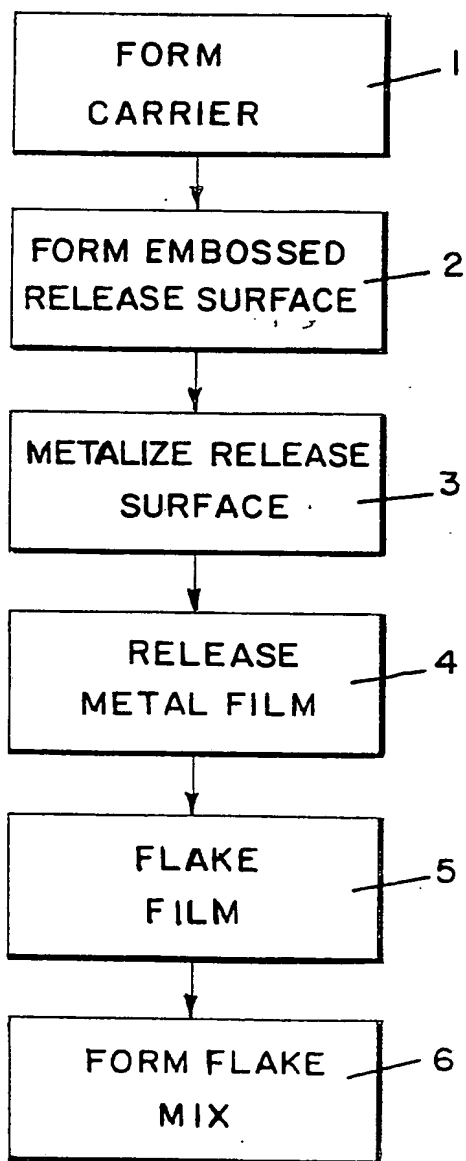 FORM
CARRIER
1
FORM EMBOSSED
RELEASE SURFACE
2
METALIZE RELEASE
SURFACE
3
RELEASE
METAL FILM
4
FLAKE
FILM
5
FORM FLAKE
MIX
6